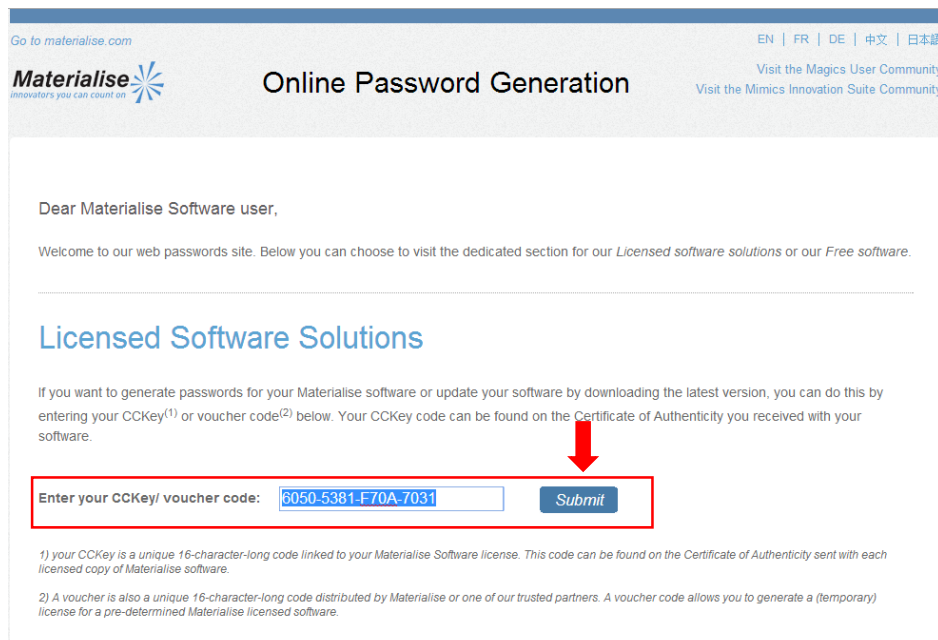 Go to materialise.com
EN | FR | DE | 中文 | 日本語
Materialise
innovators you can count on
Online Password Generation
Visit the Magics User Community
Visit the Mimics Innovation Suite Community
Dear Materialise Software user,
Welcome to our web passwords site. Below you can choose to visit the dedicated section for our Licensed software solutions or our Free software.
Licensed Software Solutions
If you want to generate passwords for your Materialise software or update your software by downloading the latest version, you can do this by
entering your CCKey(1) or voucher code(2) below. Your CCKey code can be found on the Certificate of Authenticity you received with your
software.
Enter your CCKey/ voucher code: 6050-5381-F70A-7031 Submit
1) your CCKey is a unique 16-character-long code linked to your Materialise Software license. This code can be found on the Certificate of Authenticity sent with each
licensed copy of Materialise software.
2) A voucher is also a unique 16-character-long code distributed by Materialise or one of our trusted partners. A voucher code allows you to generate a (temporary)
license for a pre-determined Materialise licensed software.